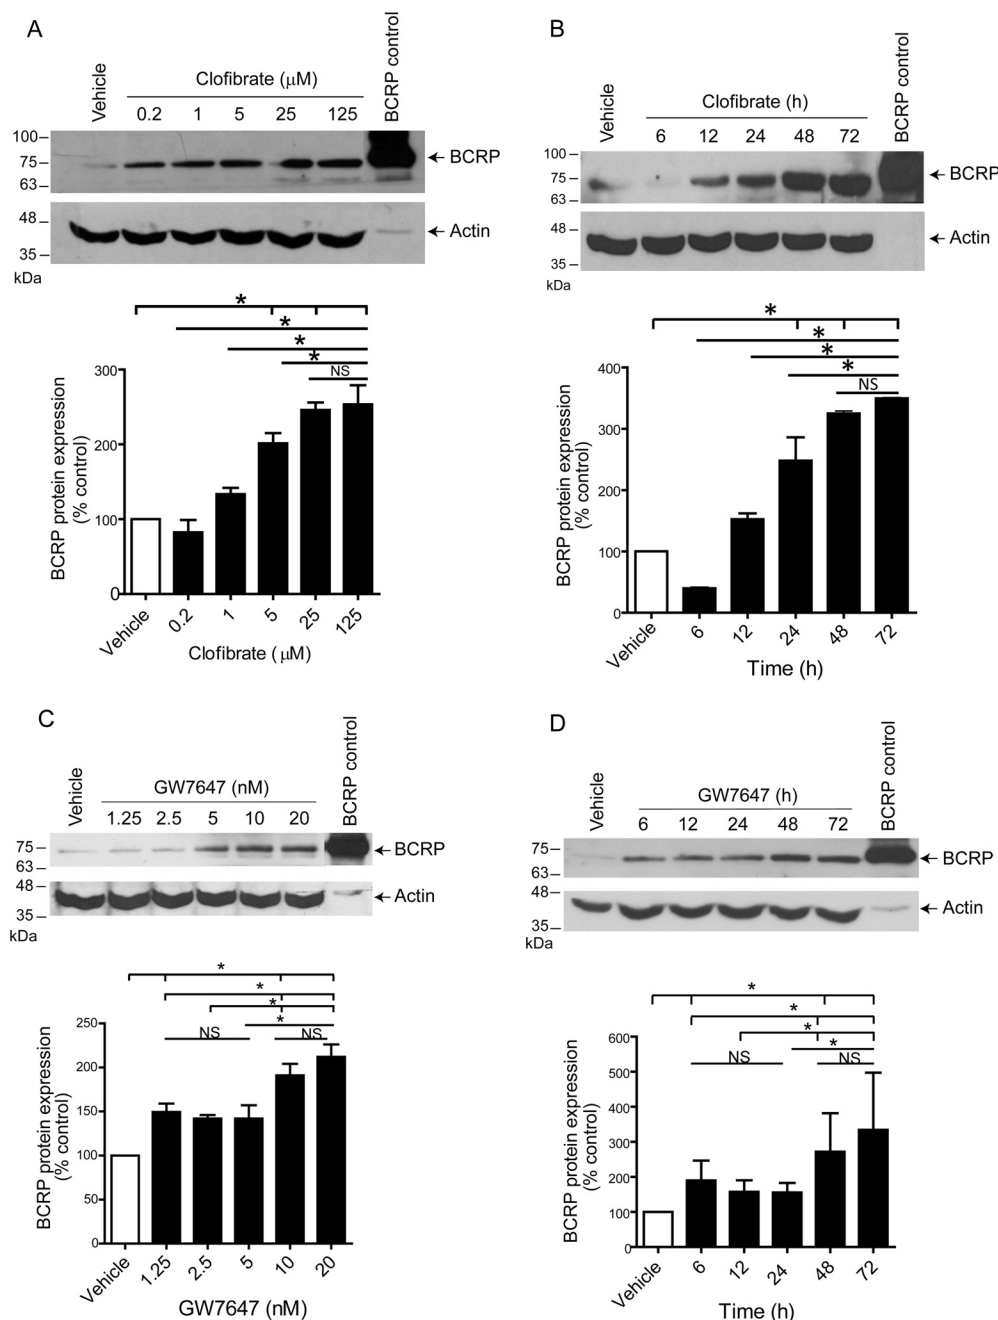 A
Vehicle
Clofibrate (μM)
BCRP control
0.2 1 5 25 125
100
75
63
BCRP
48
35
Actin
kDa
*
*
*
*
NS
BCRP protein expression
(% control)
300
200
100
0
Vehicle 0.2 1 5 25 125
Clofibrate (μM)
B
Vehicle
Clofibrate (h)
BCRP control
6 12 24 48 72
100
75
63
BCRP
48
35
Actin
kDa
*
*
*
*
NS
BCRP protein expression
(% control)
400
300
200
100
0
Vehicle 6 12 24 48 72
Time (h)
C
Vehicle
GW7647 (nM)
BCRP control
1.25 2.5 5 10 20
75
63
BCRP
48
35
Actin
kDa
*
*
*
*
NS NS
BCRP protein expression
(% control)
250
200
150
100
50
0
Vehicle 1.25 2.5 5 10 20
GW7647 (nM)
D
Vehicle
GW7647 (h)
BCRP control
6 12 24 48 72
75
63
BCRP
48
35
Actin
kDa
*
*
*
*
NS NS
BCRP protein expression
(% control)
600
500
400
300
200
100
0
Vehicle 6 12 24 48 72
Time (h)